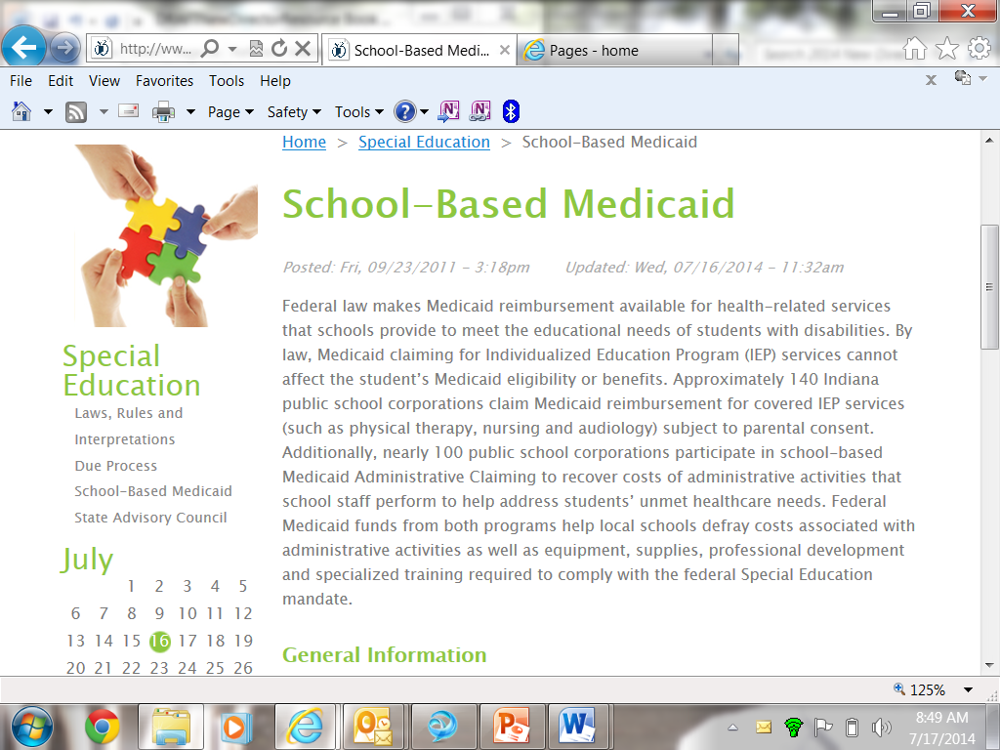 http://ww...
School-Based Medi...
Pages - home
File Edit View Favorites Tools Help
Page Safety Tools
Home > Special Education > School-Based Medicaid
School-Based Medicaid
Posted: Fri, 09/23/2011 - 3:18pm Updated: Wed, 07/16/2014 - 11:32am
Federal law makes Medicaid reimbursement available for health-related services
that schools provide to meet the educational needs of students with disabilities. By
law, Medicaid claiming for Individualized Education Program (IEP) services cannot
affect the student's Medicaid eligibility or benefits. Approximately 140 Indiana
public school corporations claim Medicaid reimbursement for covered IEP services
(such as physical therapy, nursing and audiology) subject to parental consent.
Additionally, nearly 100 public school corporations participate in school-based
Medicaid Administrative Claiming to recover costs of administrative activities that
school staff perform to help address students' unmet healthcare needs. Federal
Medicaid funds from both programs help local schools defray costs associated with
administrative activities as well as equipment, supplies, professional development
and specialized training required to comply with the federal Special Education
mandate.
General Information
Special
Education
Laws, Rules and
Interpretations
Due Process
School-Based Medicaid
State Advisory Council
July
1 2 3 4 5
6 7 8 9 10 11 12
13 14 15 16 17 18 19
20 21 22 23 24 25 26
125%
8:49 AM
7/17/2014